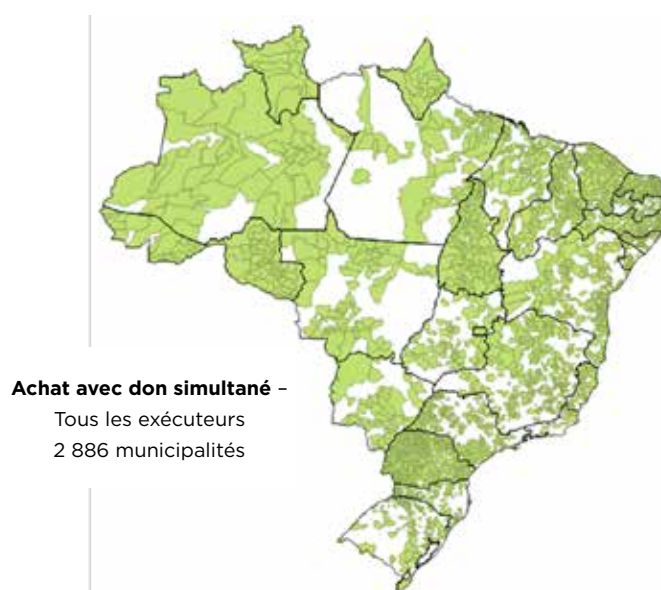 Achat avec don simultané –
Tous les exécuteurs
2 886 municipalités